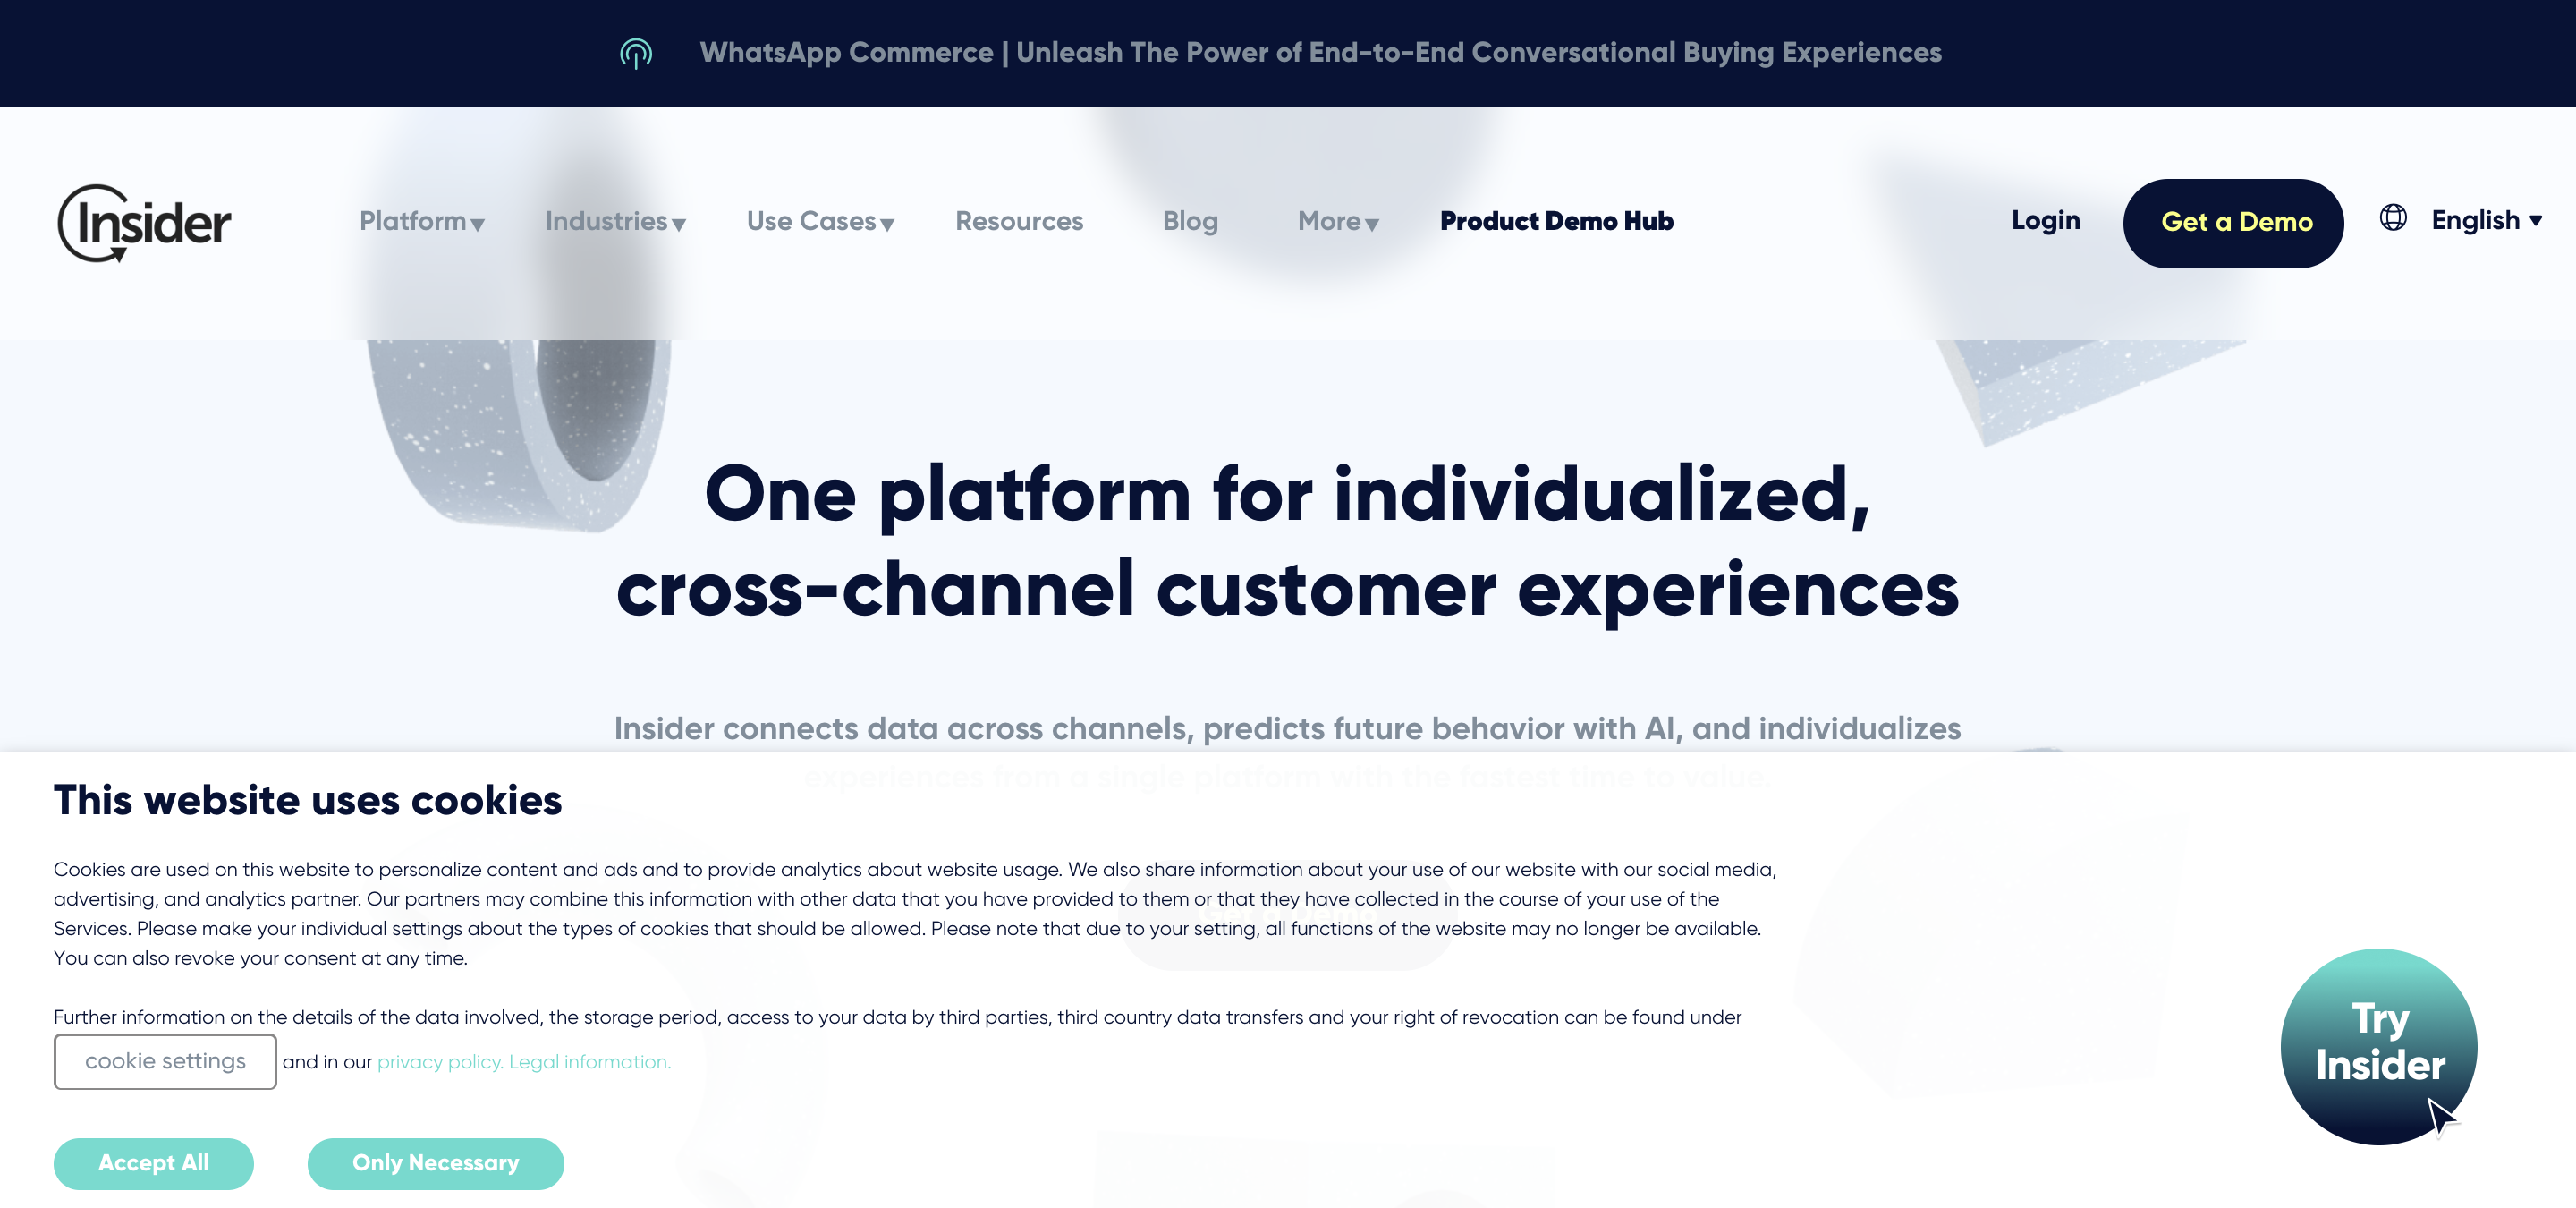 WhatsApp Commerce | Unleash The Power of End-to-End Conversational Buying Experiences
Insider Platform Industries Use Cases Resources Blog More Product Demo Hub Login Get a Demo English
One platform for individualized,
cross-channel customer experiences
Insider connects data across channels, predicts future behavior with AI, and individualizes
experiences from a single platform with the fastest time to value.
This website uses cookies
Cookies are used on this website to personalize content and ads and to provide analytics about website usage. We also share information about your use of our website with our social media,
advertising, and analytics partner. Our partners may combine this information with other data that you have provided to them or that they have collected in the course of your use of the
Services. Please make your individual settings about the types of cookies that should be allowed. Please note that due to your setting, all functions of the website may no longer be available.
You can also revoke your consent at any time.
Further information on the details of the data involved, the storage period, access to your data by third parties, third country data transfers and your right of revocation can be found under
cookie settings and in our privacy policy. Legal information.
Accept All Only Necessary
Try
Insider